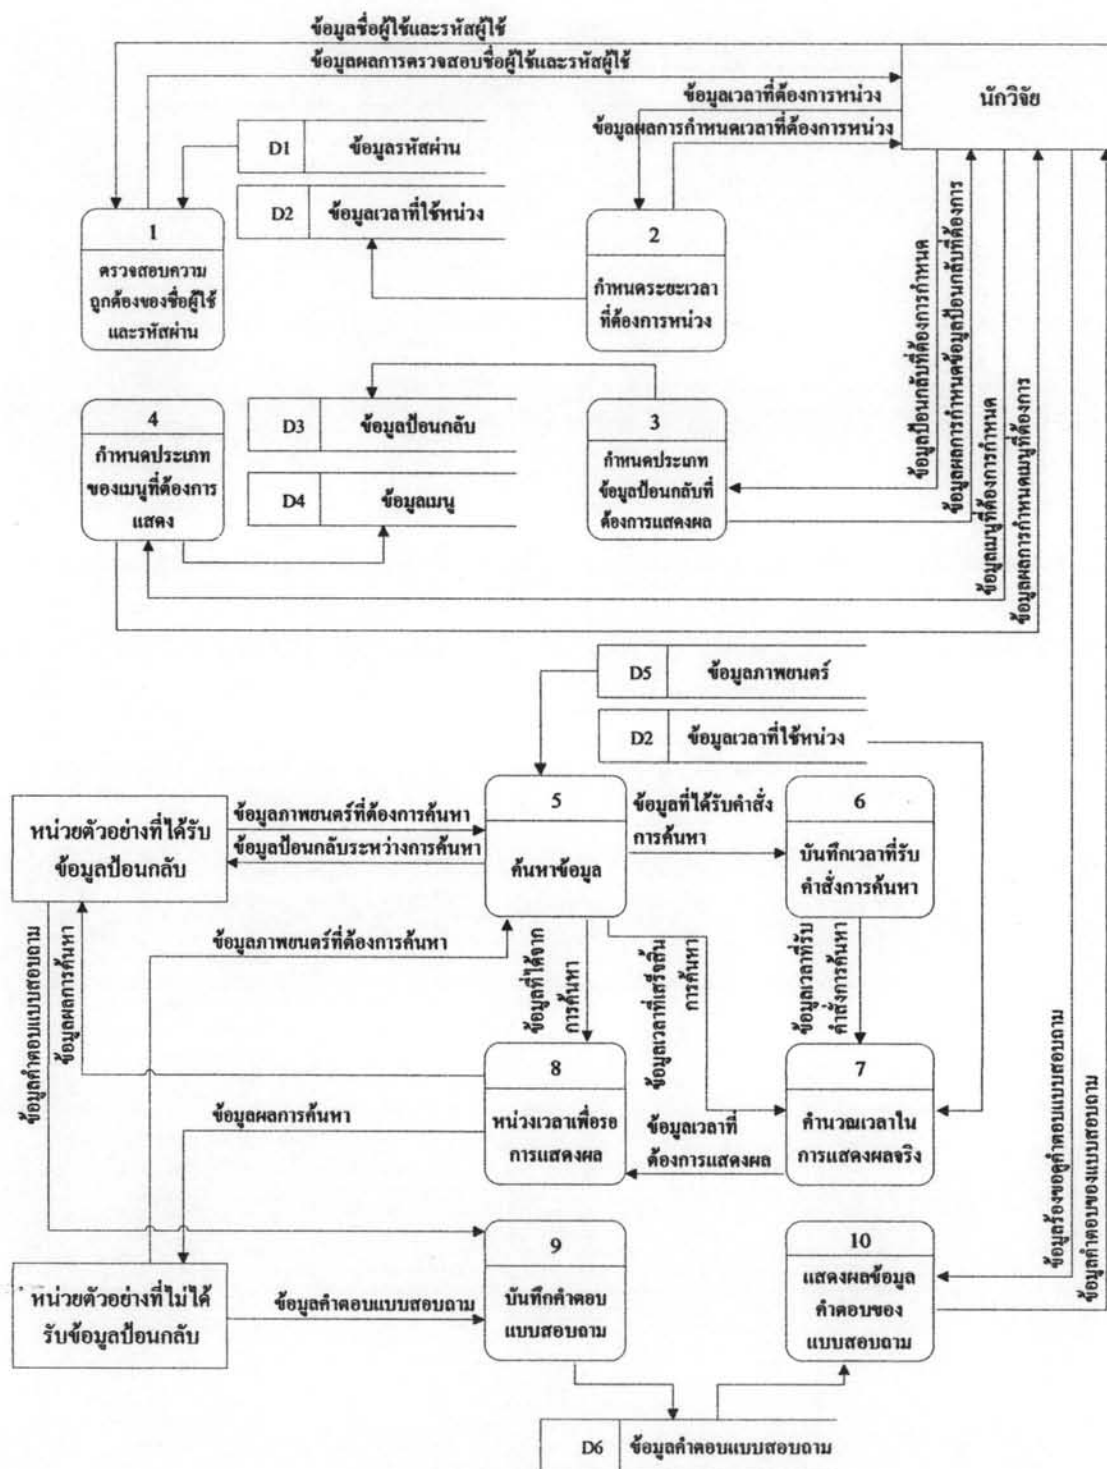 ข้อมูลชื่อผู้ใช้และรหัสผู้ใช้
ข้อมูลผลการตรวจสอบชื่อผู้ใช้และรหัสผู้ใช้
นักวิจัย
ข้อมูลเวลาที่ต้องการหน่วง
ข้อมูลผลการกำหนดเวลาที่ต้องการหน่วง
D1 ข้อมูลรหัสผ่าน
D2 ข้อมูลเวลาที่ใช้หน่วง
1
ตรวจสอบความ
ถูกต้องของชื่อผู้ใช้
และรหัสผ่าน
2
กำหนดระยะเวลา
ที่ต้องการหน่วง
ข้อมูลป้อนกลับที่ต้องการกำหนด
ข้อมูลผลการกำหนดข้อมูลป้อนกลับที่ต้องการ
ข้อมูลเมนูที่ต้องการกำหนด
ข้อมูลผลการกำหนดเมนูที่ต้องการ
4
กำหนดประเภท
ของเมนูที่ต้องการ
แสดง
D3 ข้อมูลป้อนกลับ
D4 ข้อมูลเมนู
3
กำหนดประเภท
ข้อมูลป้อนกลับที่
ต้องการแสดงผล
D5 ข้อมูลภาพยนตร์
D2 ข้อมูลเวลาที่ใช้หน่วง
หน่วยตัวอย่างที่ได้รับ
ข้อมูลป้อนกลับ
ข้อมูลภาพยนตร์ที่ต้องการค้นหา
ข้อมูลป้อนกลับระหว่างการค้นหา
5
ค้นหาข้อมูล
ข้อมูลที่ได้รับคำสั่ง
การค้นหา
6
บันทึกเวลาที่รับ
คำสั่งการค้นหา
ข้อมูลคำตอบแบบสอบถาม
ข้อมูลผลการค้นหา
ข้อมูลภาพยนตร์ที่ต้องการค้นหา
ข้อมูลที่ได้จาก
การค้นหา
ข้อมูลเวลาที่เสร็จสิ้น
การค้นหา
ข้อมูลเวลาที่รับ
คำสั่งการค้นหา
8
หน่วงเวลาเพื่อรอ
การแสดงผล
ข้อมูลผลการค้นหา
ข้อมูลเวลาที่
ต้องการแสดงผล
7
คำนวณเวลาใน
การแสดงผลจริง
ข้อมูลร้องขอดูคำตอบแบบสอบถาม
ข้อมูลคำตอบของแบบสอบถาม
หน่วยตัวอย่างที่ไม่ได้
รับข้อมูลป้อนกลับ
ข้อมูลคำตอบแบบสอบถาม
9
บันทึกคำตอบ
แบบสอบถาม
10
แสดงผลข้อมูล
คำตอบของ
แบบสอบถาม
D6 ข้อมูลคำตอบแบบสอบถาม